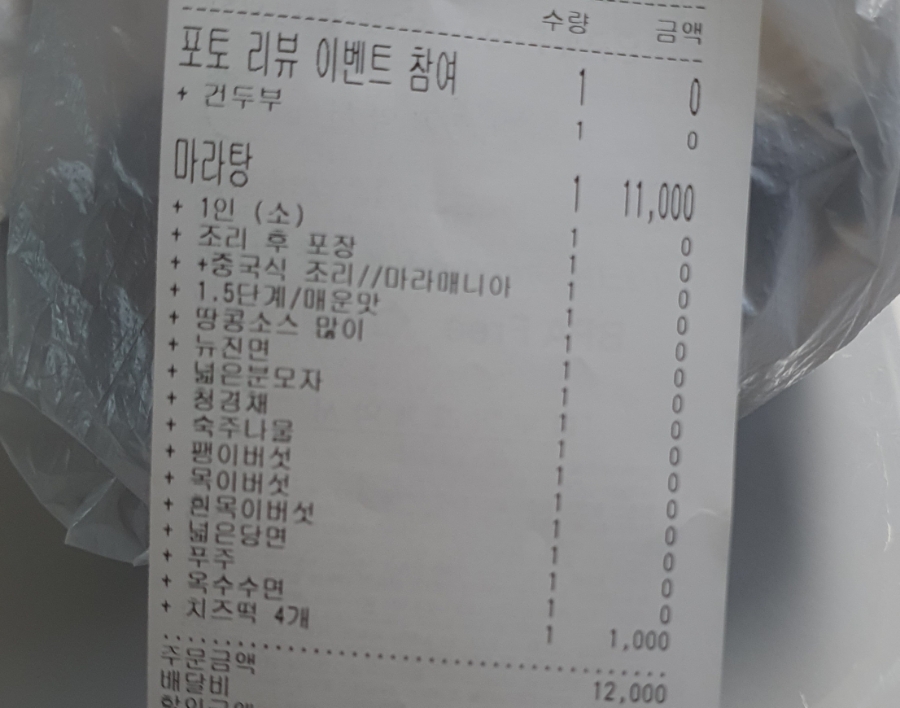 수량 금액
포토 리뷰 이벤트 참여 1 0
+ 건두부 1 0
마라탕 1 11,000
+ 1인 (소) 1 0
+ 조리 후 포장 1 0
+ +중국식 조리//마라매니아 1 0
+ 1.5단계/매운맛 1 0
+ 땅콩소스 많이 1 0
+ 뉴진면 1 0
+ 넓은분모자 1 0
+ 청경채 1 0
+ 숙주나물 1 0
+ 팽이버섯 1 0
+ 목이버섯 1 0
+ 흰목이버섯 1 0
+ 넓은당면 1 0
+ 푸주 1 0
+ 옥수수면 1 0
+ 치즈떡 4개 1 1,000
주문금액 12,000
배달비